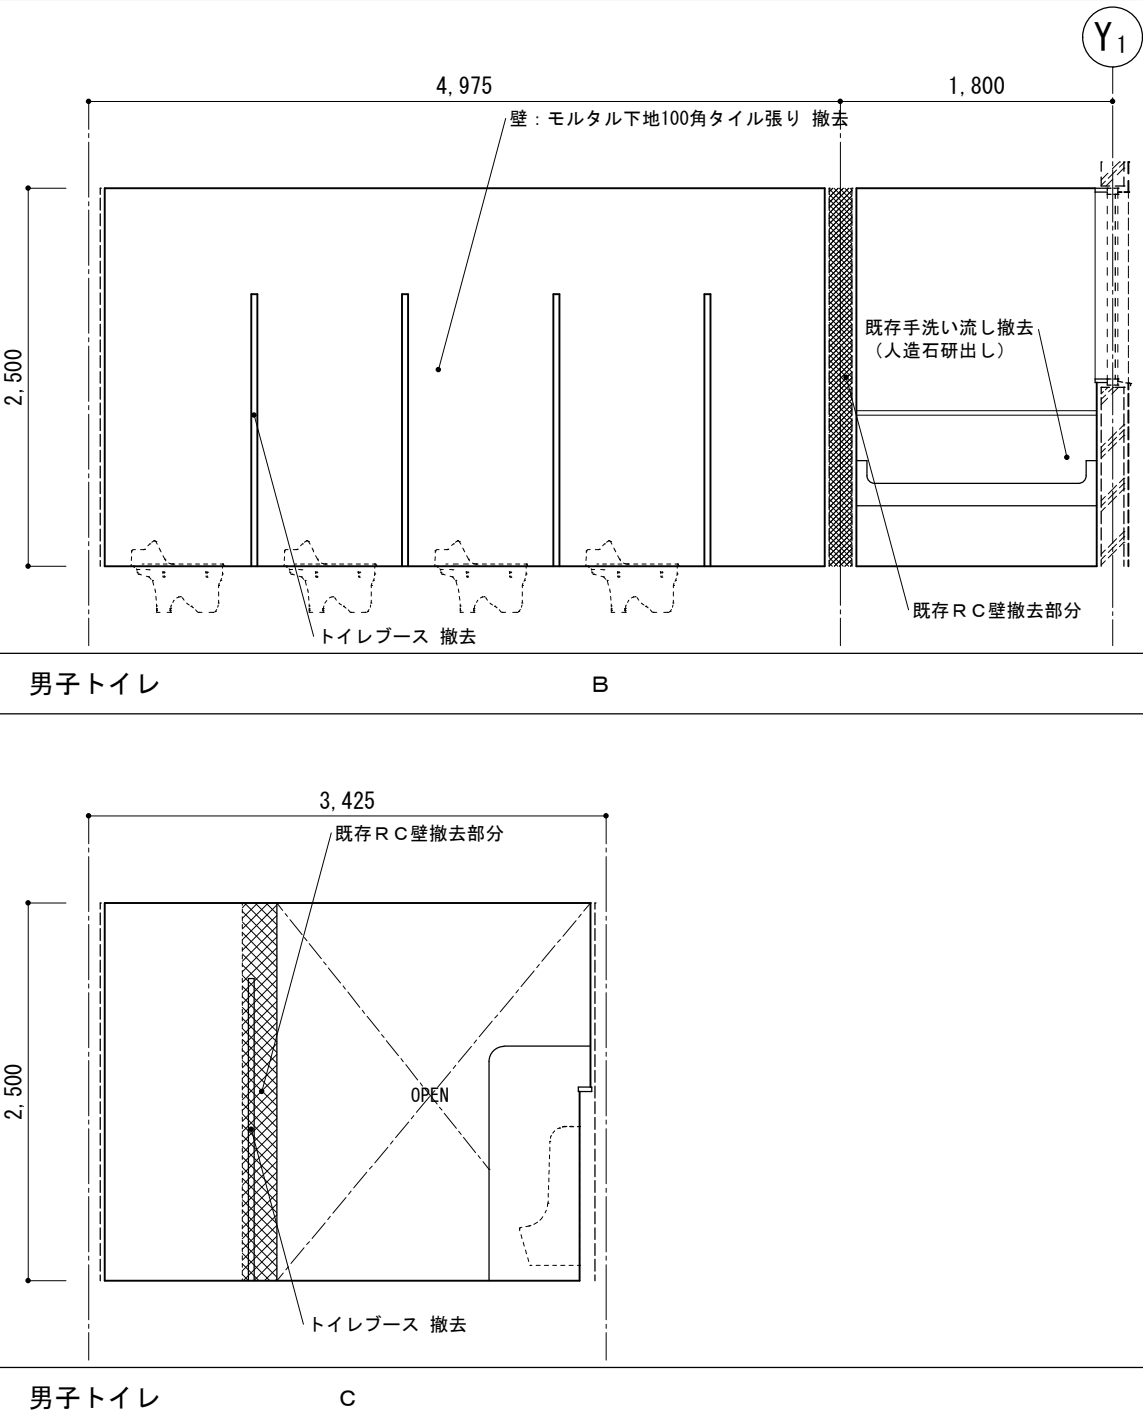 Y1
4,975
1,800
壁：モルタル下地100角タイル張り 撤去
2,500
既存手洗い流し撤去
（人造石研出し）
既存ＲＣ壁撤去部分
トイレブース 撤去
男子トイレ B
3,425
既存ＲＣ壁撤去部分
2,500
OPEN
トイレブース 撤去
男子トイレ C